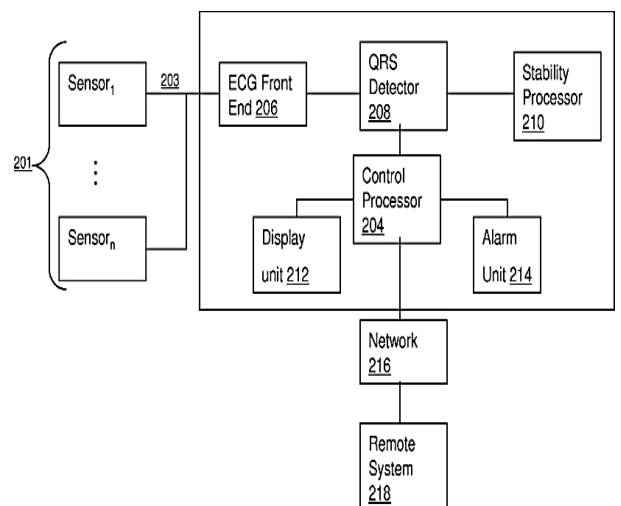 Sensor1
203
ECG Front
End 206
QRS
Detector
208
Stability
Processor
210
201
⋮
Sensorn
Control
Processor
204
Display
unit 212
Alarm
Unit 214
Network
216
Remote
System
218